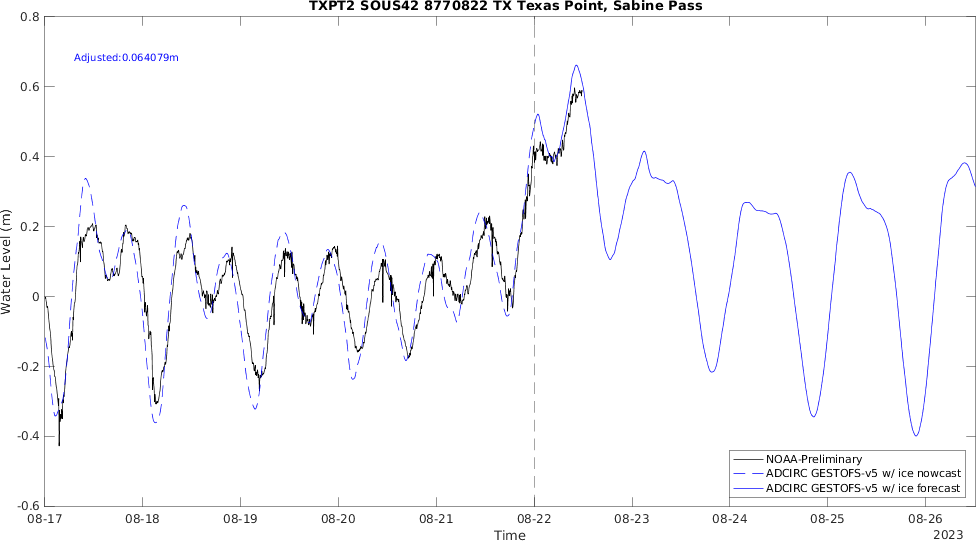 TXPT2 SOUS42 8770822 TX Texas Point, Sabine Pass
0.8
Adjusted:0.064079m
0.6
0.4
0.2
0
-0.2
-0.4
-0.6
Water Level (m)
NOAA-Preliminary
ADCIRC GESTOFS-v5 w/ ice nowcast
ADCIRC GESTOFS-v5 w/ ice forecast
08-17 08-18 08-19 08-20 08-21 08-22 08-23 08-24 08-25 08-26
Time
2023